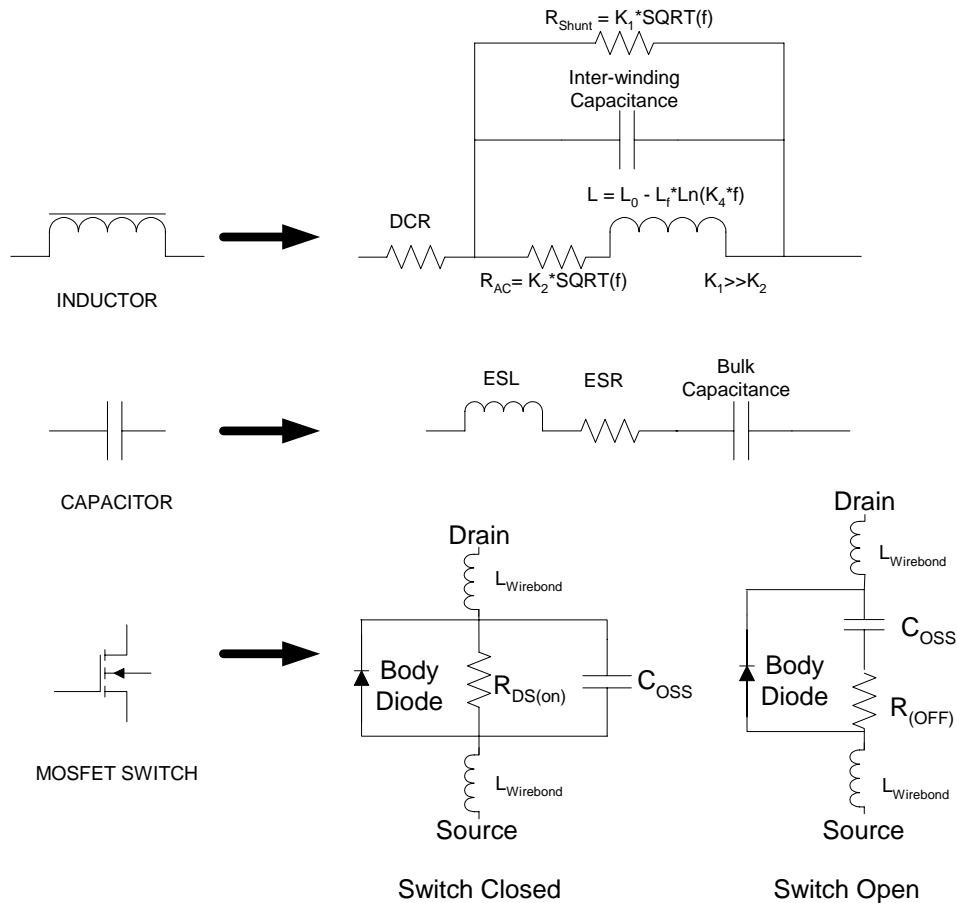 R_Shunt = K_1*SQRT(f)
Inter-winding
Capacitance
L = L_0 - L_f*Ln(K_4*f)
DCR
R_AC= K_2*SQRT(f)
K_1>>K_2
INDUCTOR
ESL
ESR
Bulk
Capacitance
CAPACITOR
Drain
L_Wirebond
Body
Diode
R_DS(on)
C_OSS
L_Wirebond
Source
Switch Closed
Drain
L_Wirebond
C_OSS
Body
Diode
R_(OFF)
L_Wirebond
Source
Switch Open
MOSFET SWITCH